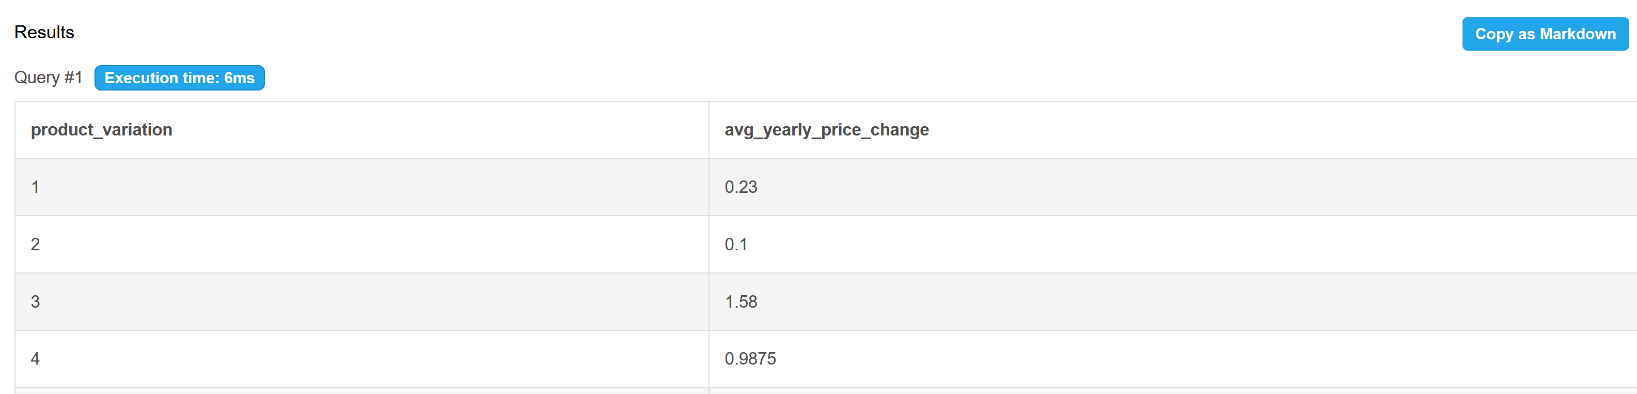 Results
Copy as Markdown
Query #1 Execution time: 6ms
product_variation avg_yearly_price_change
1 0.23
2 0.1
3 1.58
4 0.9875